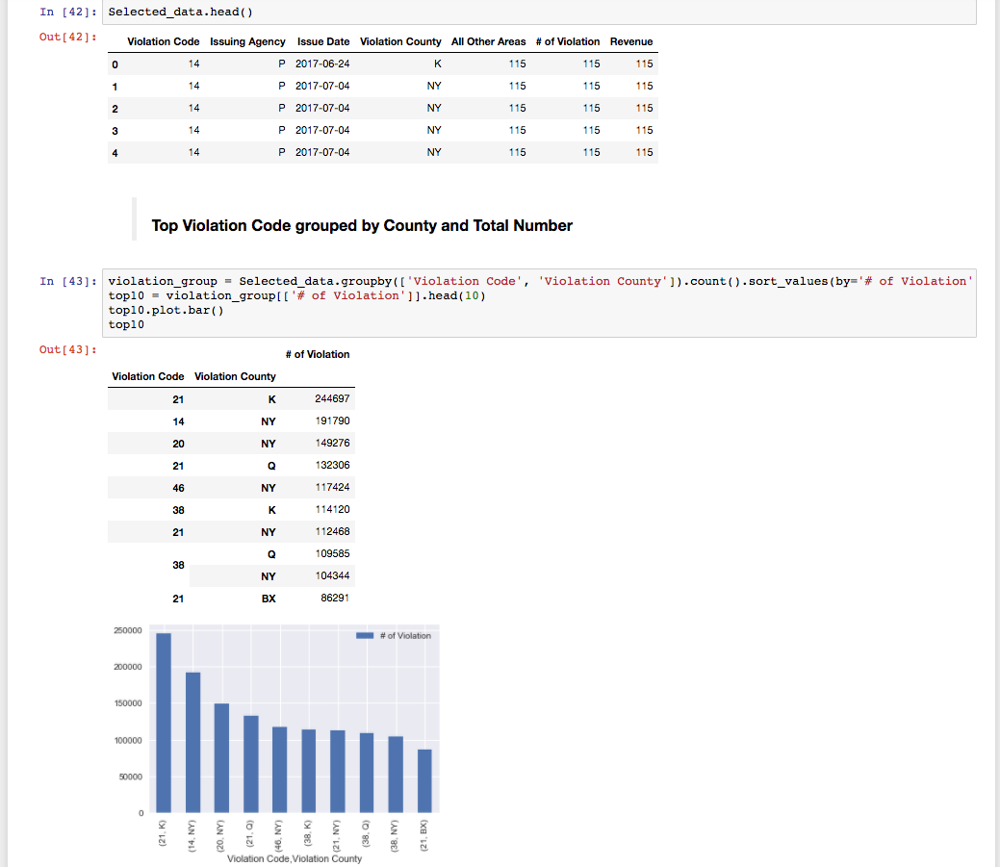 In [42]: Selected_data.head()
Out[42]:
Violation Code Issuing Agency Issue Date Violation County All Other Areas # of Violation Revenue
0 14 P 2017-06-24 K 115 115 115
1 14 P 2017-07-04 NY 115 115 115
2 14 P 2017-07-04 NY 115 115 115
3 14 P 2017-07-04 NY 115 115 115
4 14 P 2017-07-04 NY 115 115 115
Top Violation Code grouped by County and Total Number
In [43]: violation_group = Selected_data.groupby(['Violation Code', 'Violation County']).count().sort_values(by='# of Violation'
top10 = violation_group[['# of Violation']].head(10)
top10.plot.bar()
top10
Out[43]:
# of Violation
Violation Code Violation County
21 K 244697
14 NY 191790
20 NY 149276
21 Q 132306
46 NY 117424
38 K 114120
21 NY 112468
38 Q 109585
NY 104344
21 BX 86291
# of Violation
250000
200000
150000
100000
50000
0
(21, K) (14, NY) (20, NY) (21, Q) (46, NY) (38, K) (21, NY) (38, Q) (38, NY) (21, BX)
Violation Code,Violation County